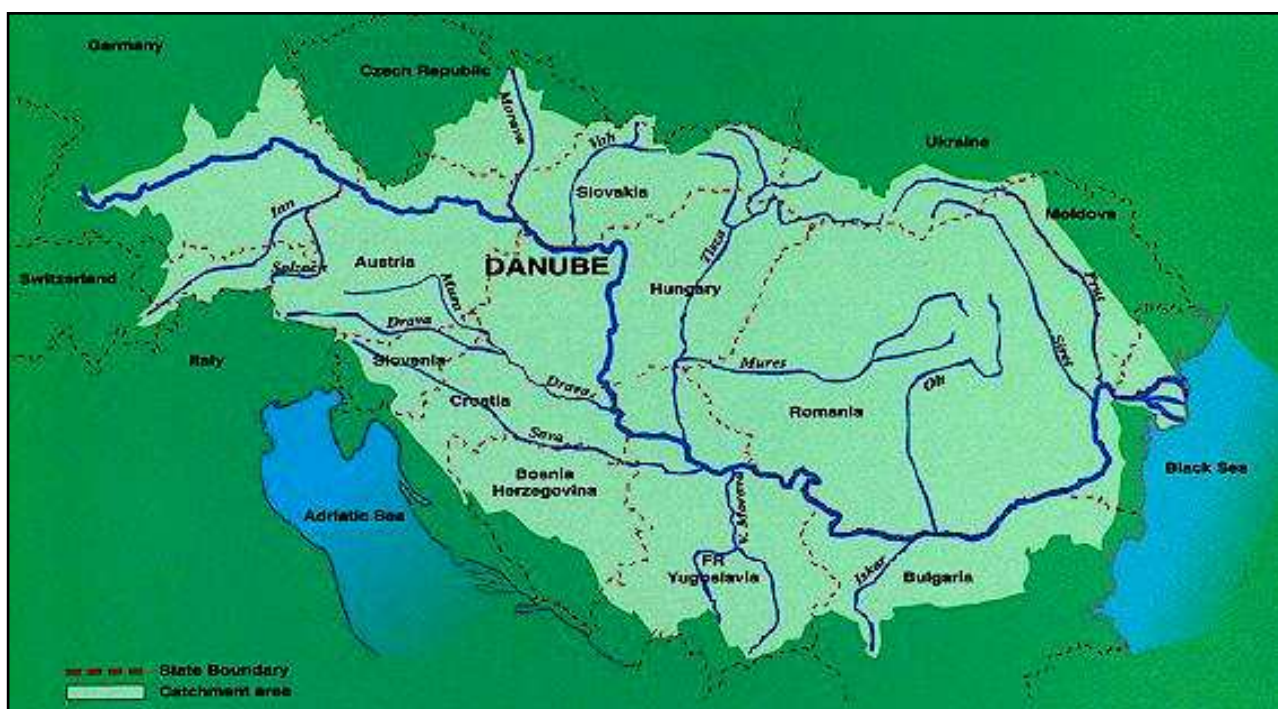 Germany
Czech Republic
Morava
Vah
Ukraine
Slovakia
Moldova
Inn
Tisza
Prut
Switzerland
Austria
DANUBE
Hungary
Mura
Drava
Siret
Italy
Slovenia
Mures
Olt
Croatia
Drava
Romania
Sava
Bosnia
Herzegovina
Black Sea
V. Morava
Adriatic Sea
FR
Yugoslavia
Iskar
Bulgaria
State Boundary
Catchment area